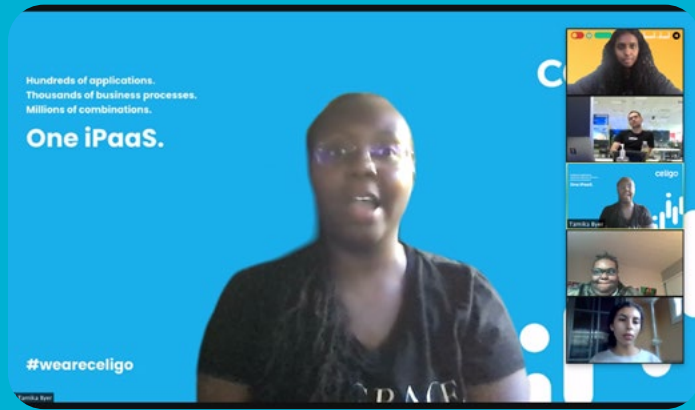 Hundreds of applications.
Thousands of business processes.
Millions of combinations.
One iPaaS.
#weareceligo
Tamika Byer
GRACE
celigo
One iPaaS.
Tamika Byer